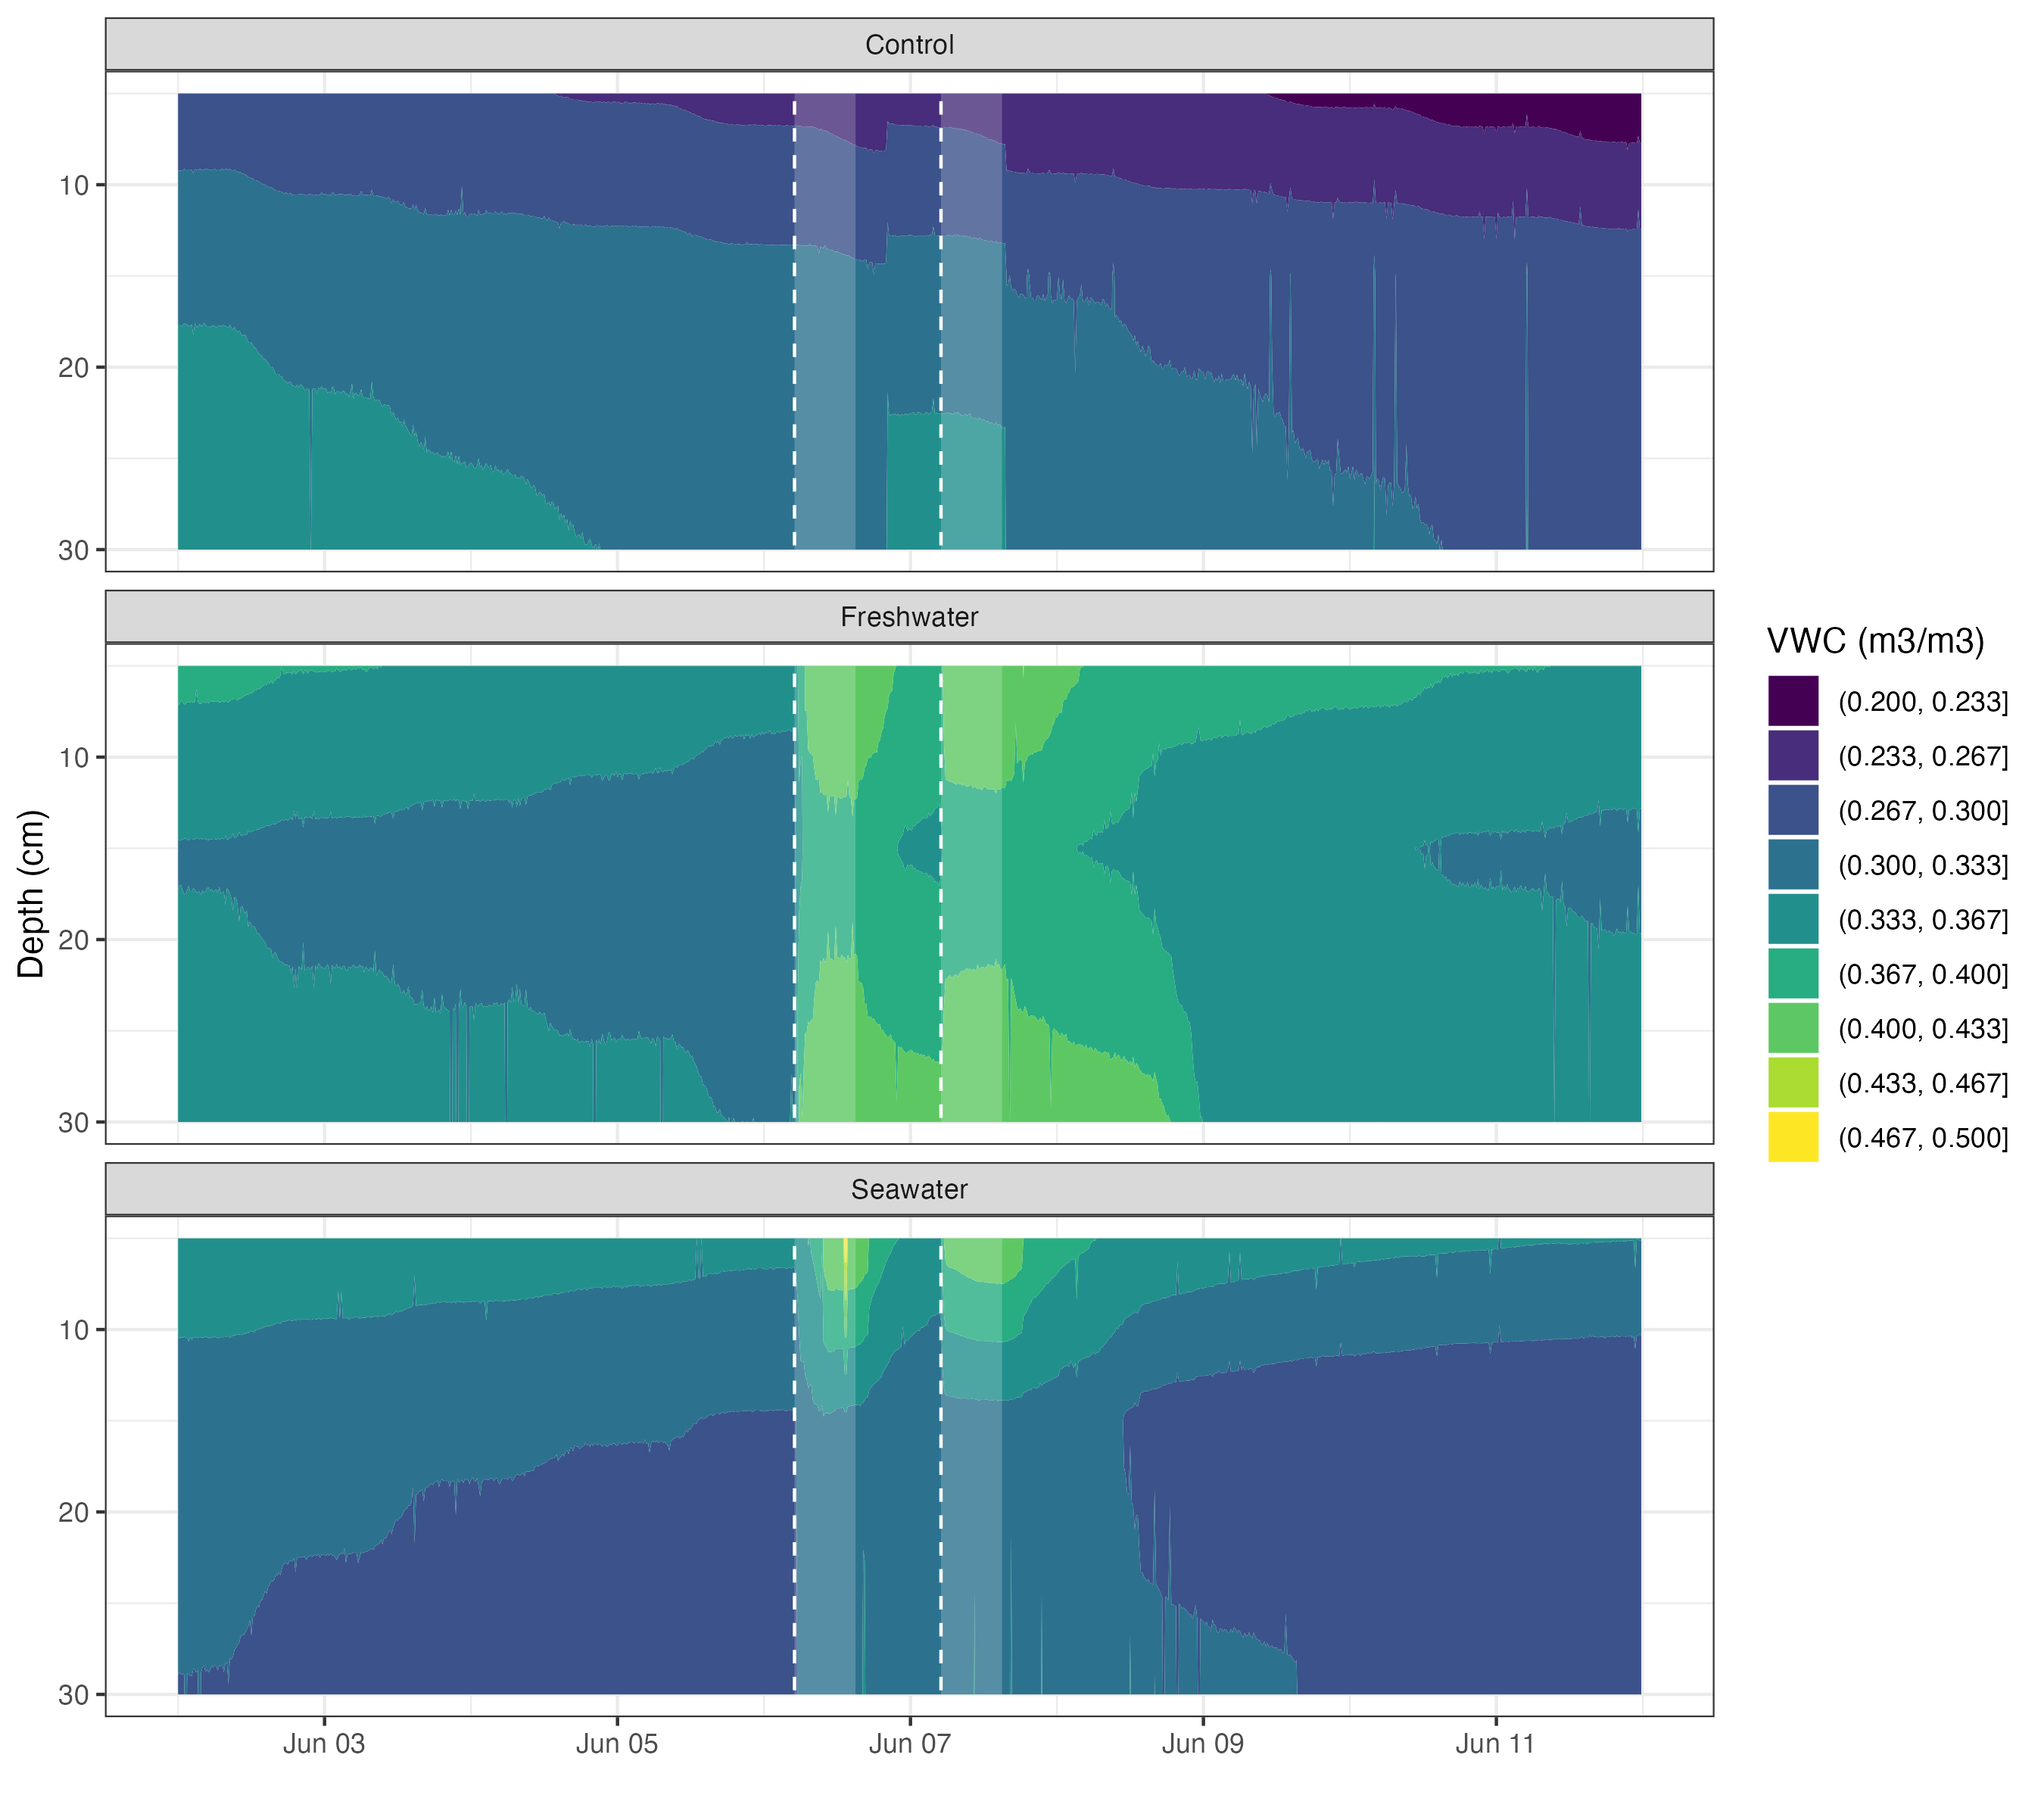 Control
10
20
30
Freshwater
10
20
30
Seawater
10
20
30
Depth (cm)
Jun 03
Jun 05
Jun 07
Jun 09
Jun 11
VWC (m3/m3)
(0.200, 0.233]
(0.233, 0.267]
(0.267, 0.300]
(0.300, 0.333]
(0.333, 0.367]
(0.367, 0.400]
(0.400, 0.433]
(0.433, 0.467]
(0.467, 0.500]